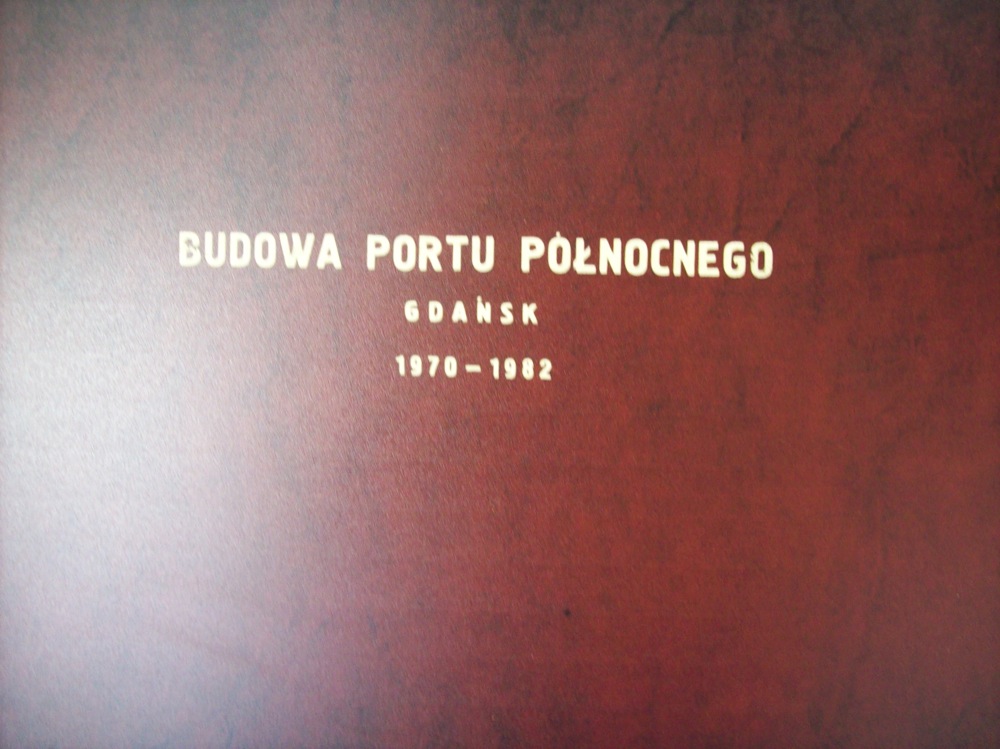 BUDOWA PORTU PÓŁNOCNEGO
GDAŃSK
1970-1982